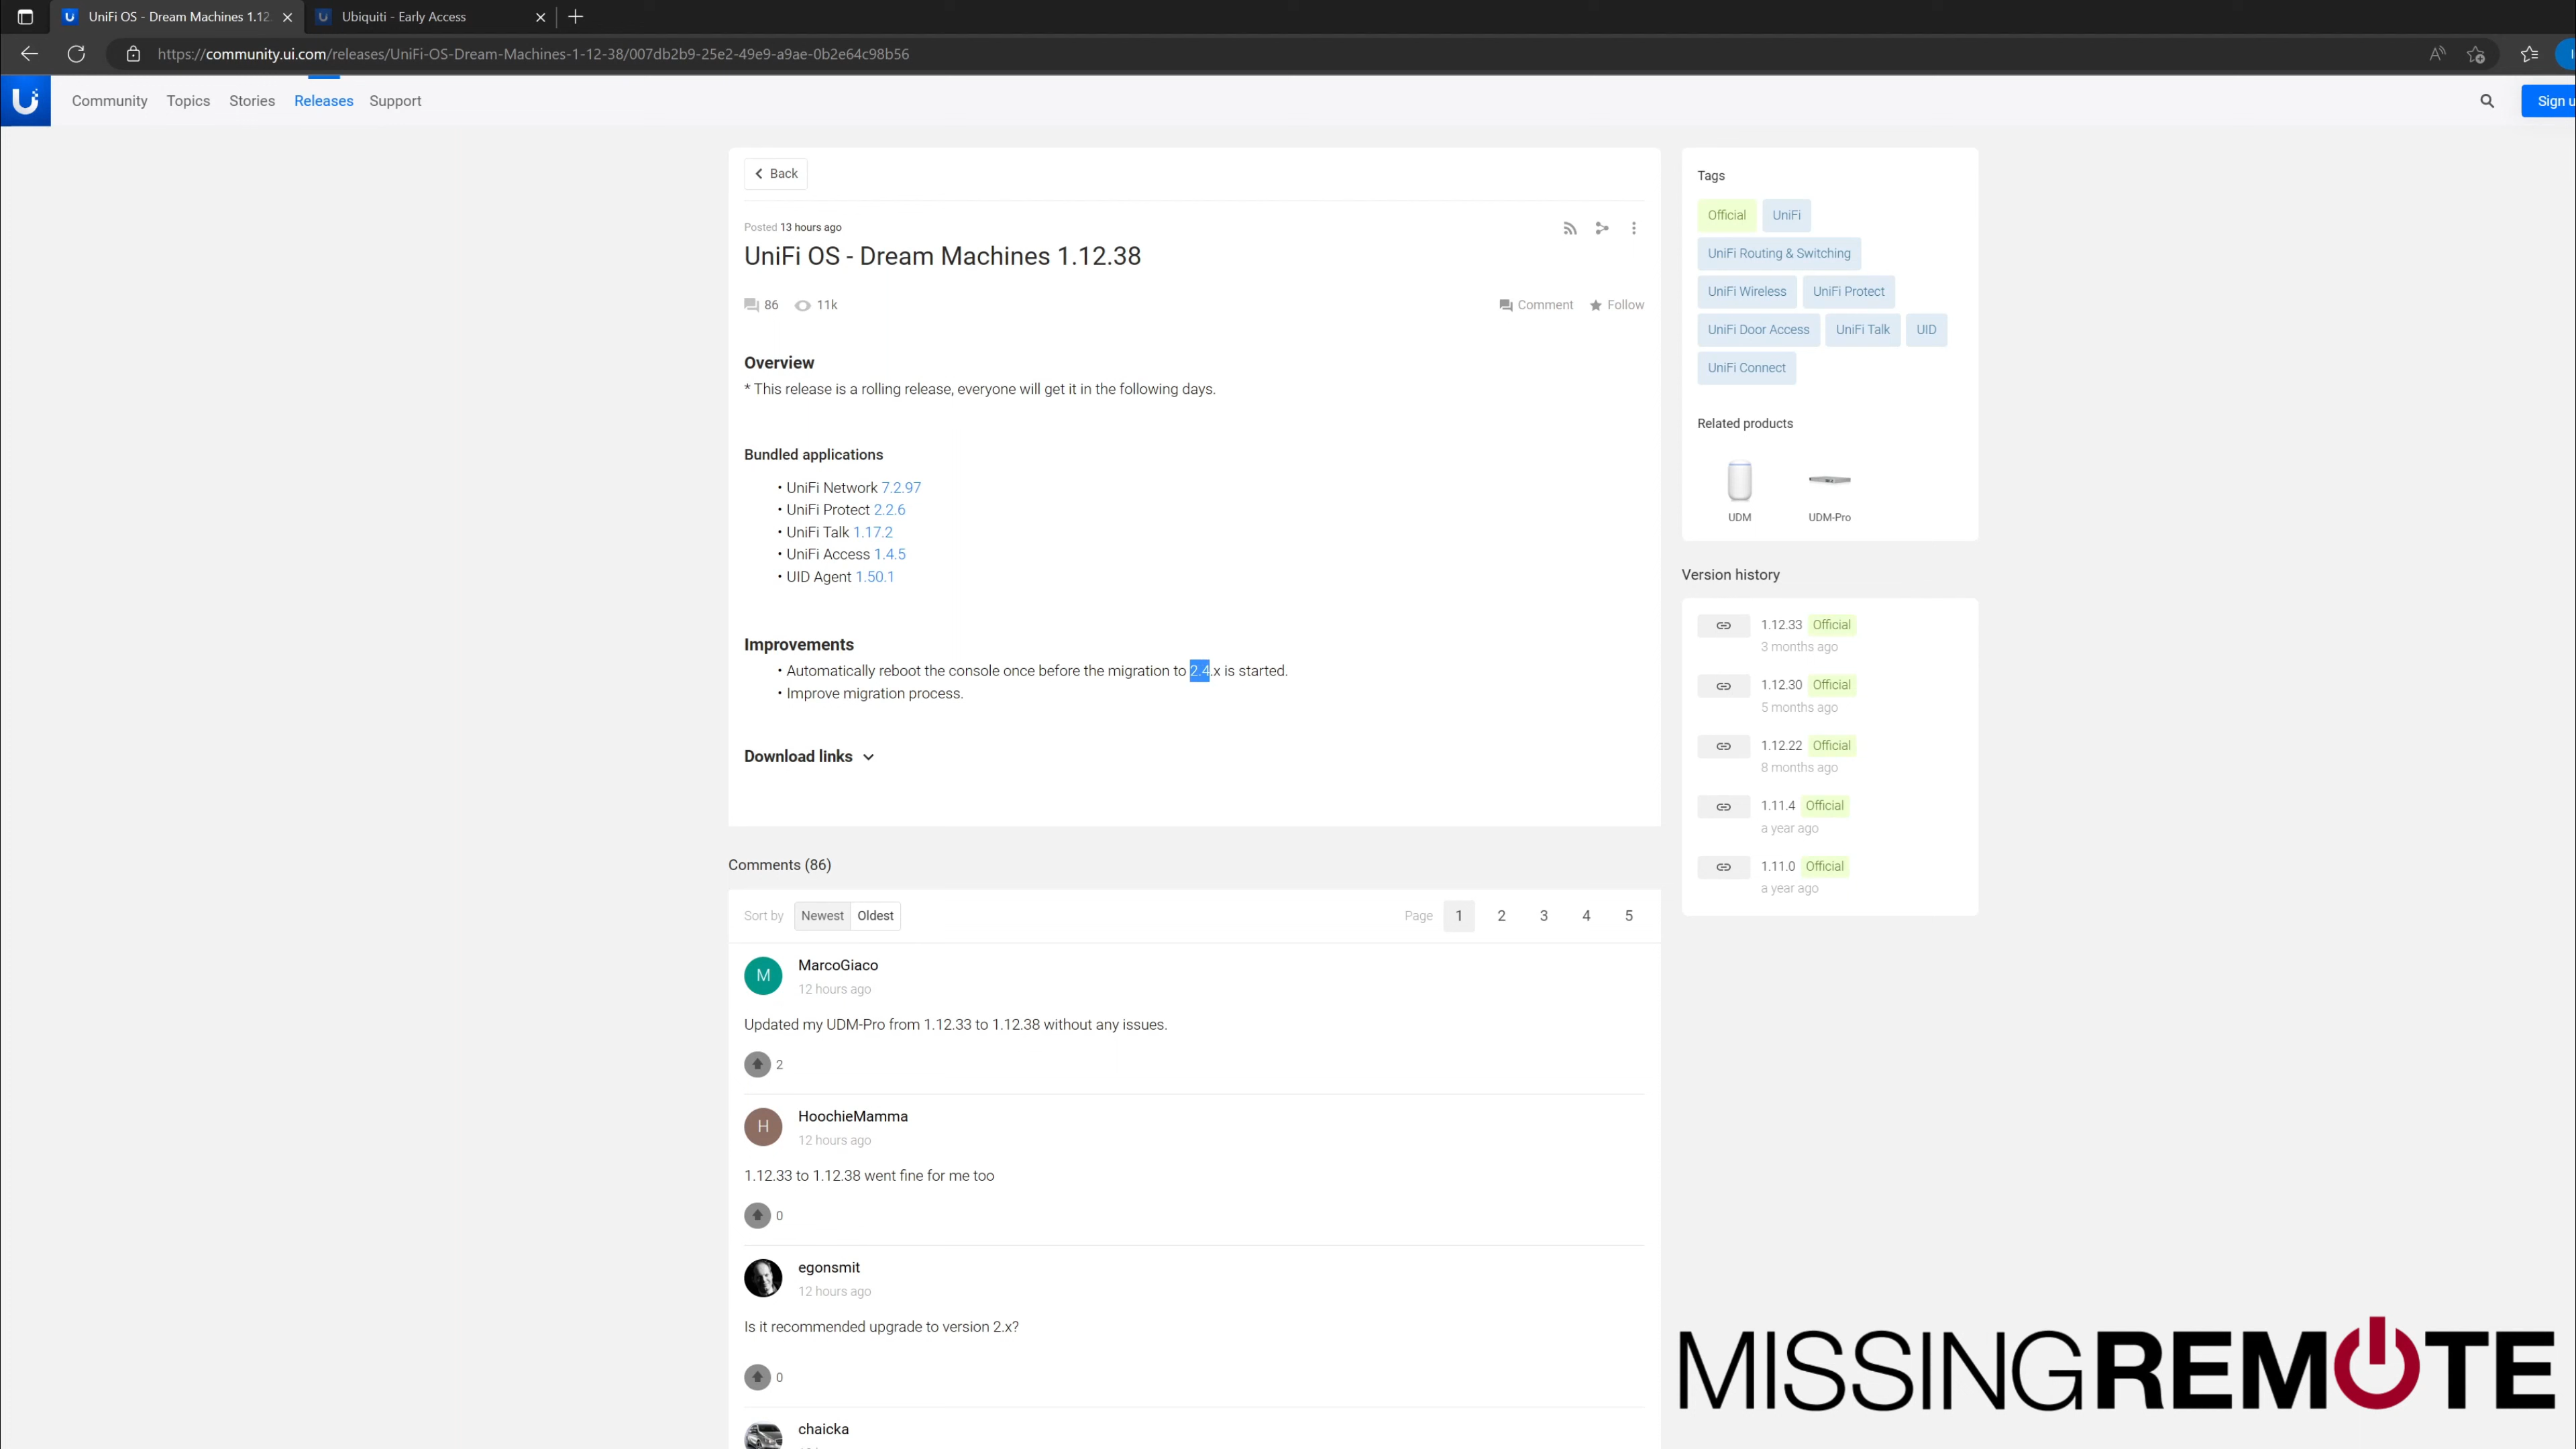 UniFi OS - Dream Machines 1.12
Ubiquiti - Early Access
https://community.ui.com/releases/UniFi-OS-Dream-Machines-1-12-38/007db2b9-25e2-49e9-a9ae-0b2e64c98b56
Community Topics Stories Releases Support
Sign u
Back
Posted 13 hours ago
UniFi OS - Dream Machines 1.12.38
86 11k
Comment Follow
Overview
* This release is a rolling release, everyone will get it in the following days.
Bundled applications
• UniFi Network 7.2.97
• UniFi Protect 2.2.6
• UniFi Talk 1.17.2
• UniFi Access 1.4.5
• UID Agent 1.50.1
Improvements
• Automatically reboot the console once before the migration to 2.4.x is started.
• Improve migration process.
Download links
Comments (86)
Sort by Newest Oldest
Page 1 2 3 4 5
M
MarcoGiaco
12 hours ago
Updated my UDM-Pro from 1.12.33 to 1.12.38 without any issues.
2
H
HoochieMamma
12 hours ago
1.12.33 to 1.12.38 went fine for me too
0
egonsmit
12 hours ago
Is it recommended upgrade to version 2.x?
0
chaicka
Tags
Official UniFi
UniFi Routing & Switching
UniFi Wireless UniFi Protect
UniFi Door Access UniFi Talk UID
UniFi Connect
Related products
UDM UDM-Pro
Version history
1.12.33 Official
3 months ago
1.12.30 Official
5 months ago
1.12.22 Official
8 months ago
1.11.4 Official
a year ago
1.11.0 Official
a year ago
MISSINGREMOTE